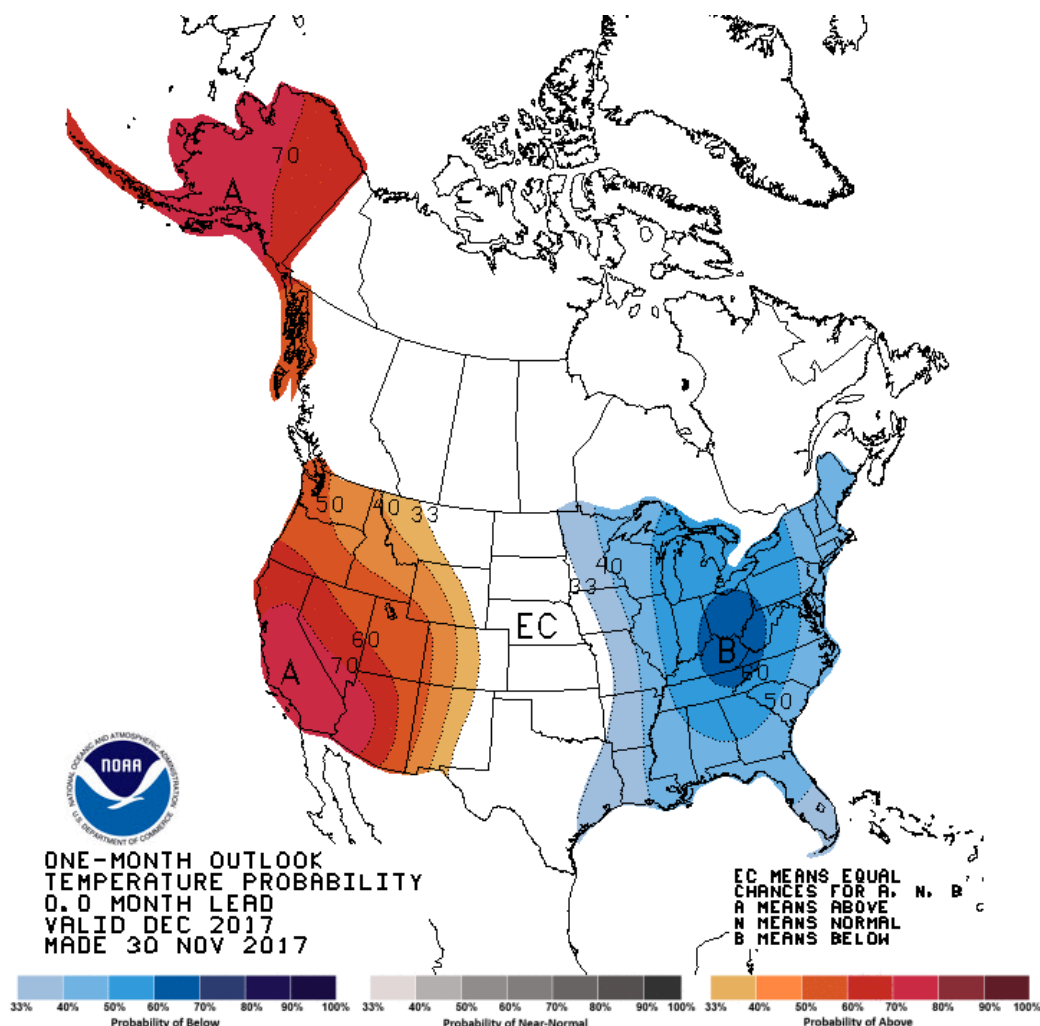 70
A
50
40
33
40
33
EC
60
70
A
B
60
50
NATIONAL OCEANIC AND ATMOSPHERIC ADMINISTRATION
NOAA
U.S. DEPARTMENT OF COMMERCE
ONE-MONTH OUTLOOK
TEMPERATURE PROBABILITY
0.0 MONTH LEAD
VALID DEC 2017
MADE 30 NOV 2017
EC MEANS EQUAL
CHANCES FOR A, N, B
A MEANS ABOVE
N MEANS NORMAL
B MEANS BELOW
33% 40% 50% 60% 70% 80% 90% 100%
Probability of Below
33% 40% 50% 60% 70% 80% 90% 100%
Probability of Near-Normal
33% 40% 50% 60% 70% 80% 90% 100%
Probability of Above